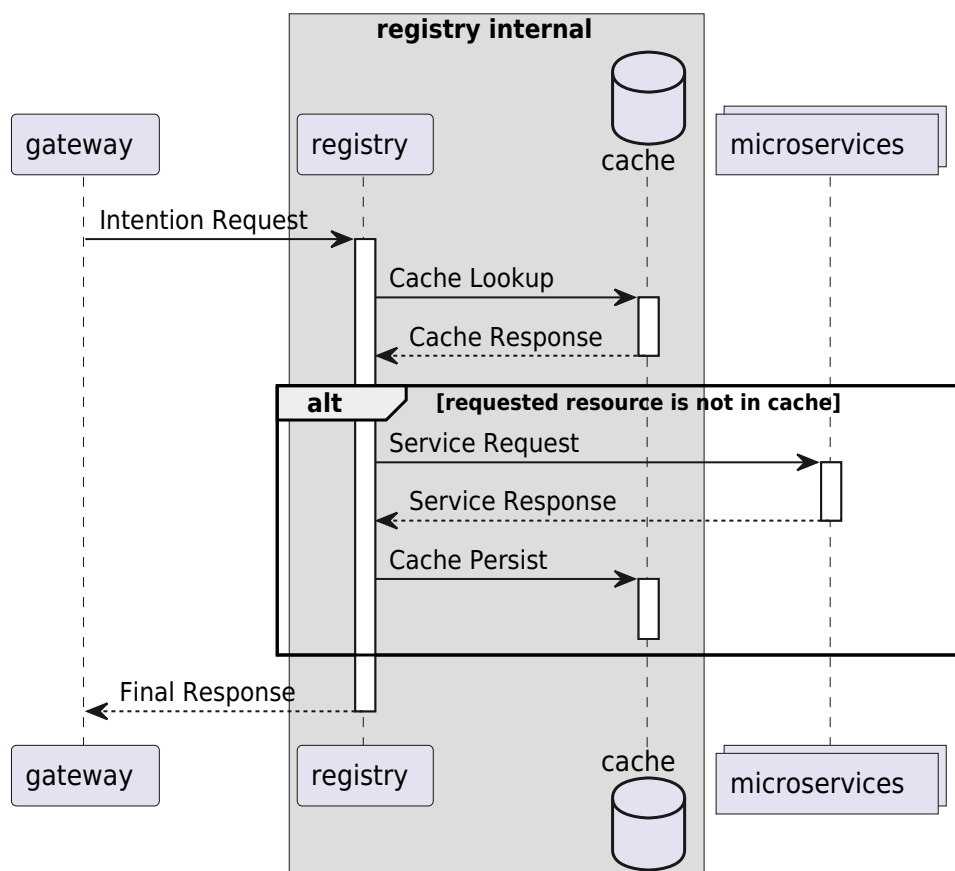 registry internal
gateway
registry
cache
microservices
Intention Request
Cache Lookup
Cache Response
alt
[requested resource is not in cache]
Service Request
Service Response
Cache Persist
Final Response
gateway
registry
cache
microservices